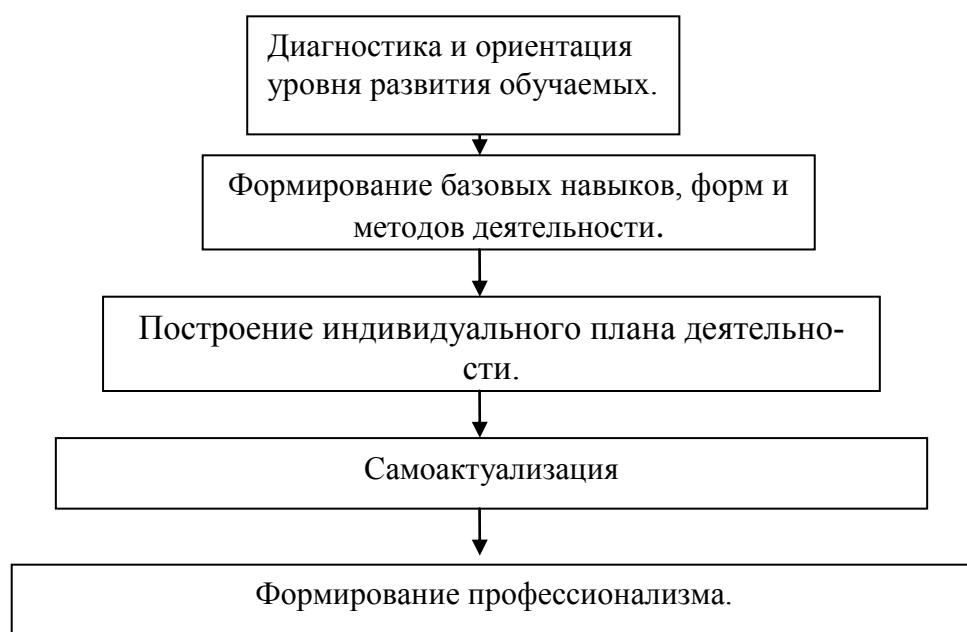 Диагностика и ориентация
уровня развития обучаемых.
Формирование базовых навыков, форм и
методов деятельности.
Построение индивидуального плана деятельно-
сти.
Самоактуализация
Формирование профессионализма.